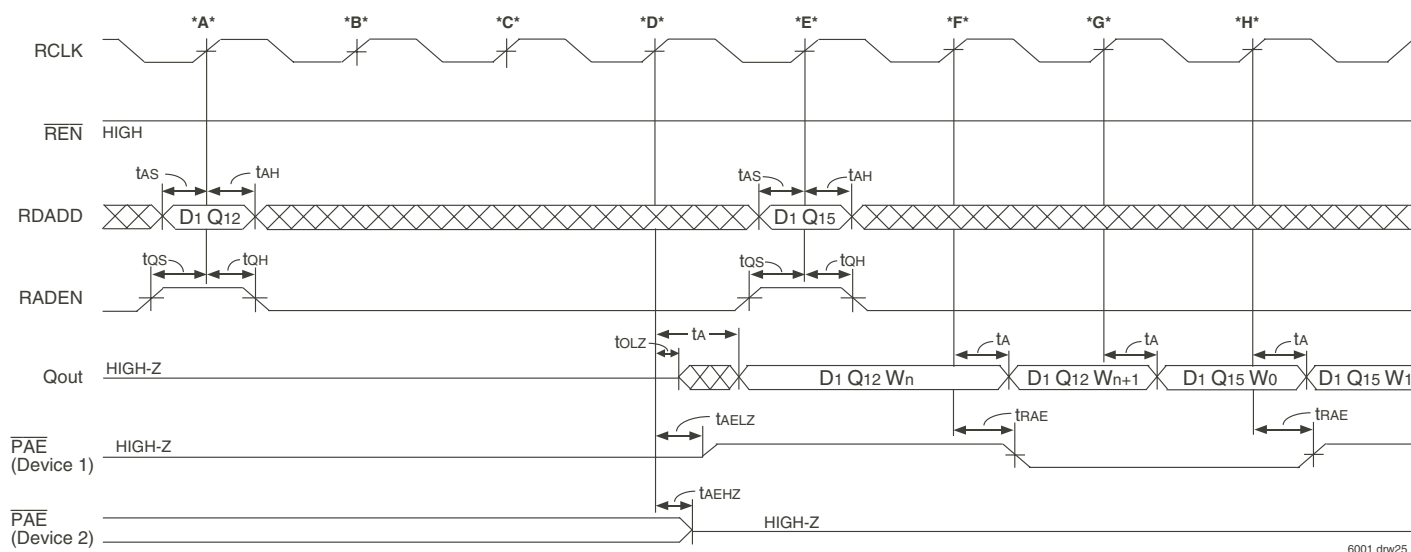 *A* *B* *C* *D* *E* *F* *G* *H*
RCLK
REN HIGH
tAS tAH tAS tAH
RDADD D1 Q12 D1 Q15
tQS tQH tQS tQH
RADEN
tOLZ tA tA tA tA
Qout HIGH-Z D1 Q12 Wn D1 Q12 Wn+1 D1 Q15 W0 D1 Q15 W1
tAELZ tRAE tRAE
PAE HIGH-Z
(Device 1)
tAEHZ
PAE HIGH-Z
(Device 2)
6001 drw25